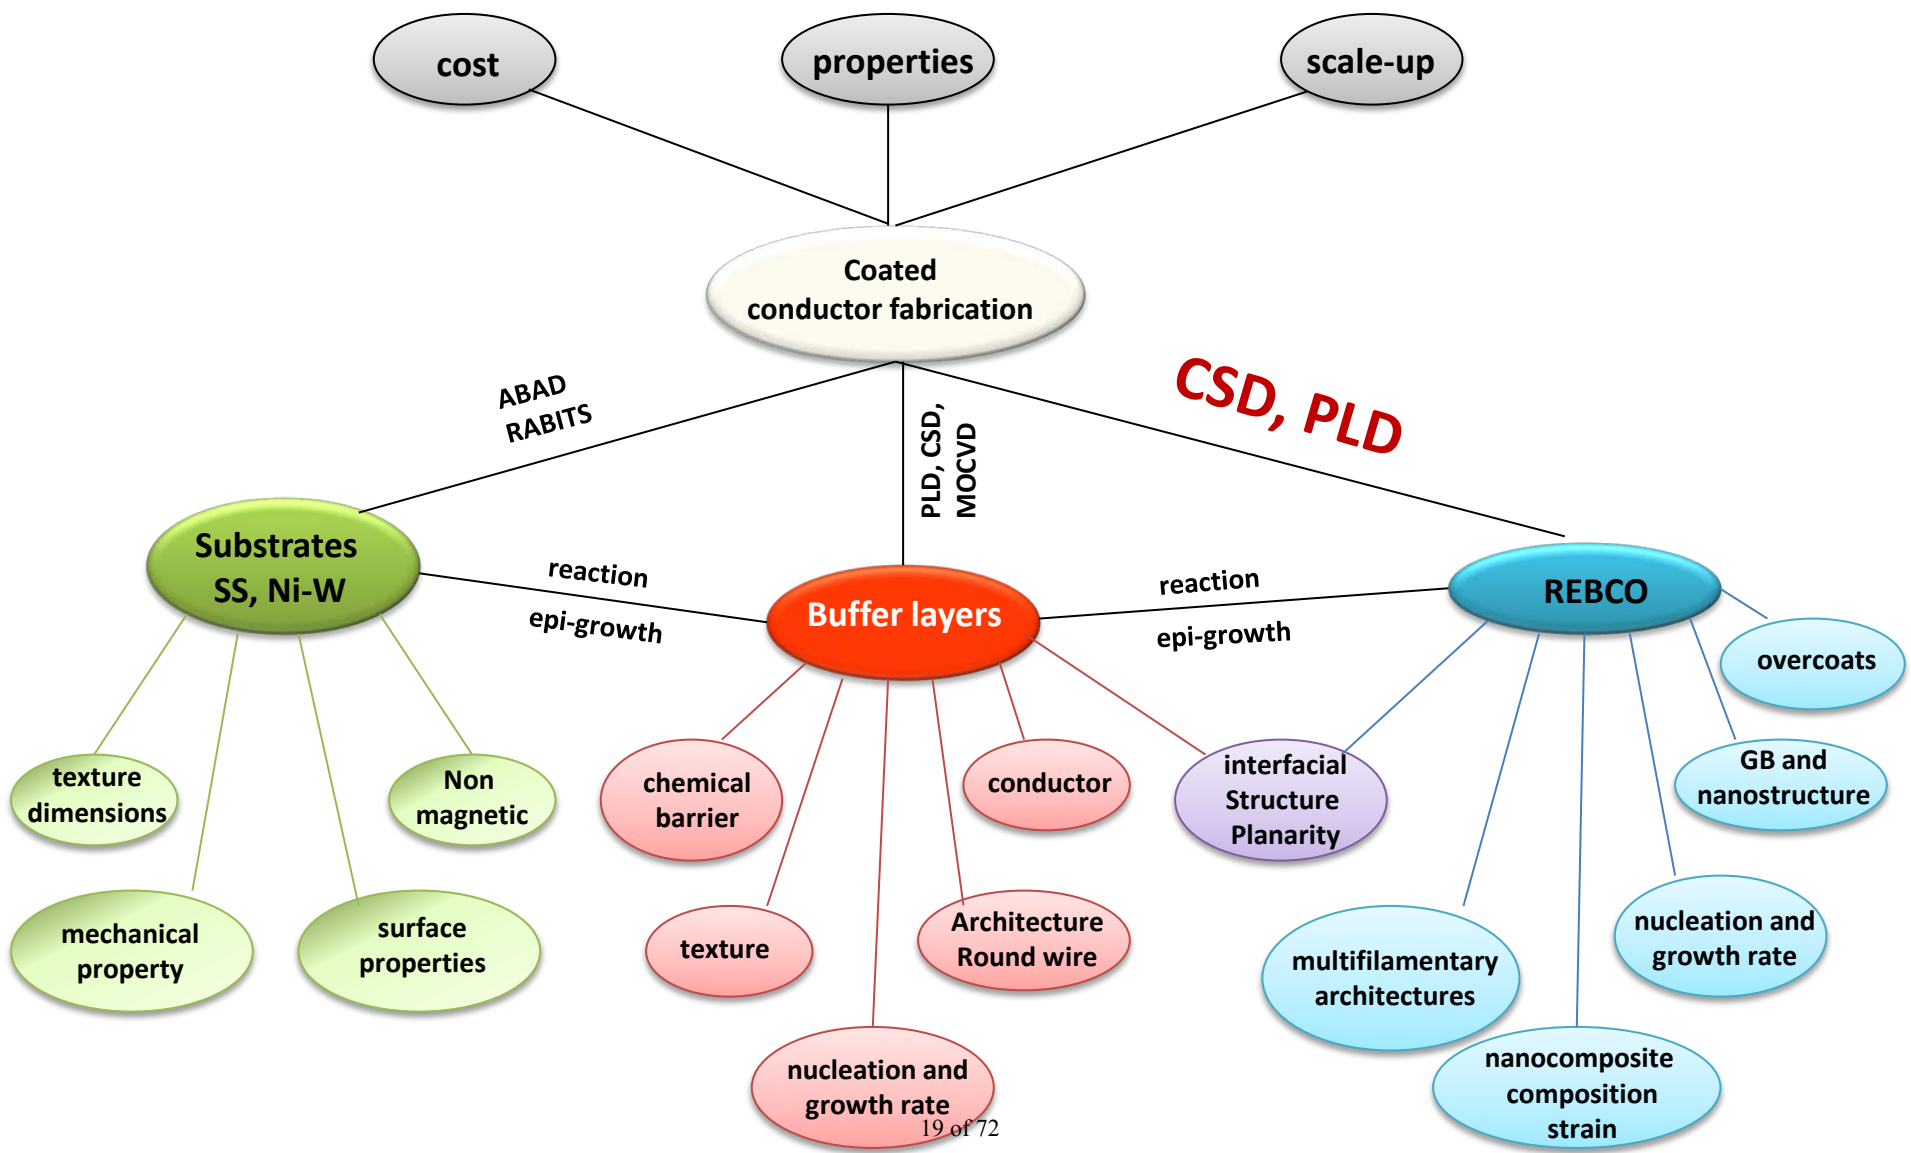 cost
properties
scale-up
Coated
conductor fabrication
ABAD
RABITS
PLD, CSD,
MOCVD
CSD, PLD
Substrates
SS, Ni-W
reaction
epi-growth
Buffer layers
reaction
epi-growth
REBCO
overcoats
texture
dimensions
Non
magnetic
chemical
barrier
conductor
interfacial
Structure
Planarity
GB and
nanostructure
mechanical
property
surface
properties
texture
Architecture
Round wire
multifilamentary
architectures
nucleation and
growth rate
nucleation and
growth rate
nanocomposite
composition
strain
19 of 72